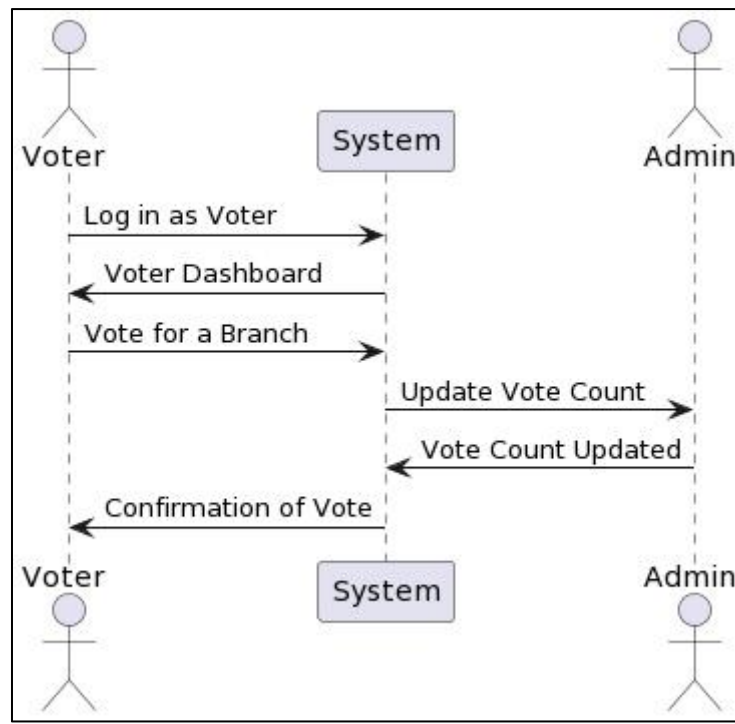 Voter
System
Admin
Log in as Voter
Voter Dashboard
Vote for a Branch
Update Vote Count
Vote Count Updated
Confirmation of Vote
Voter
System
Admin